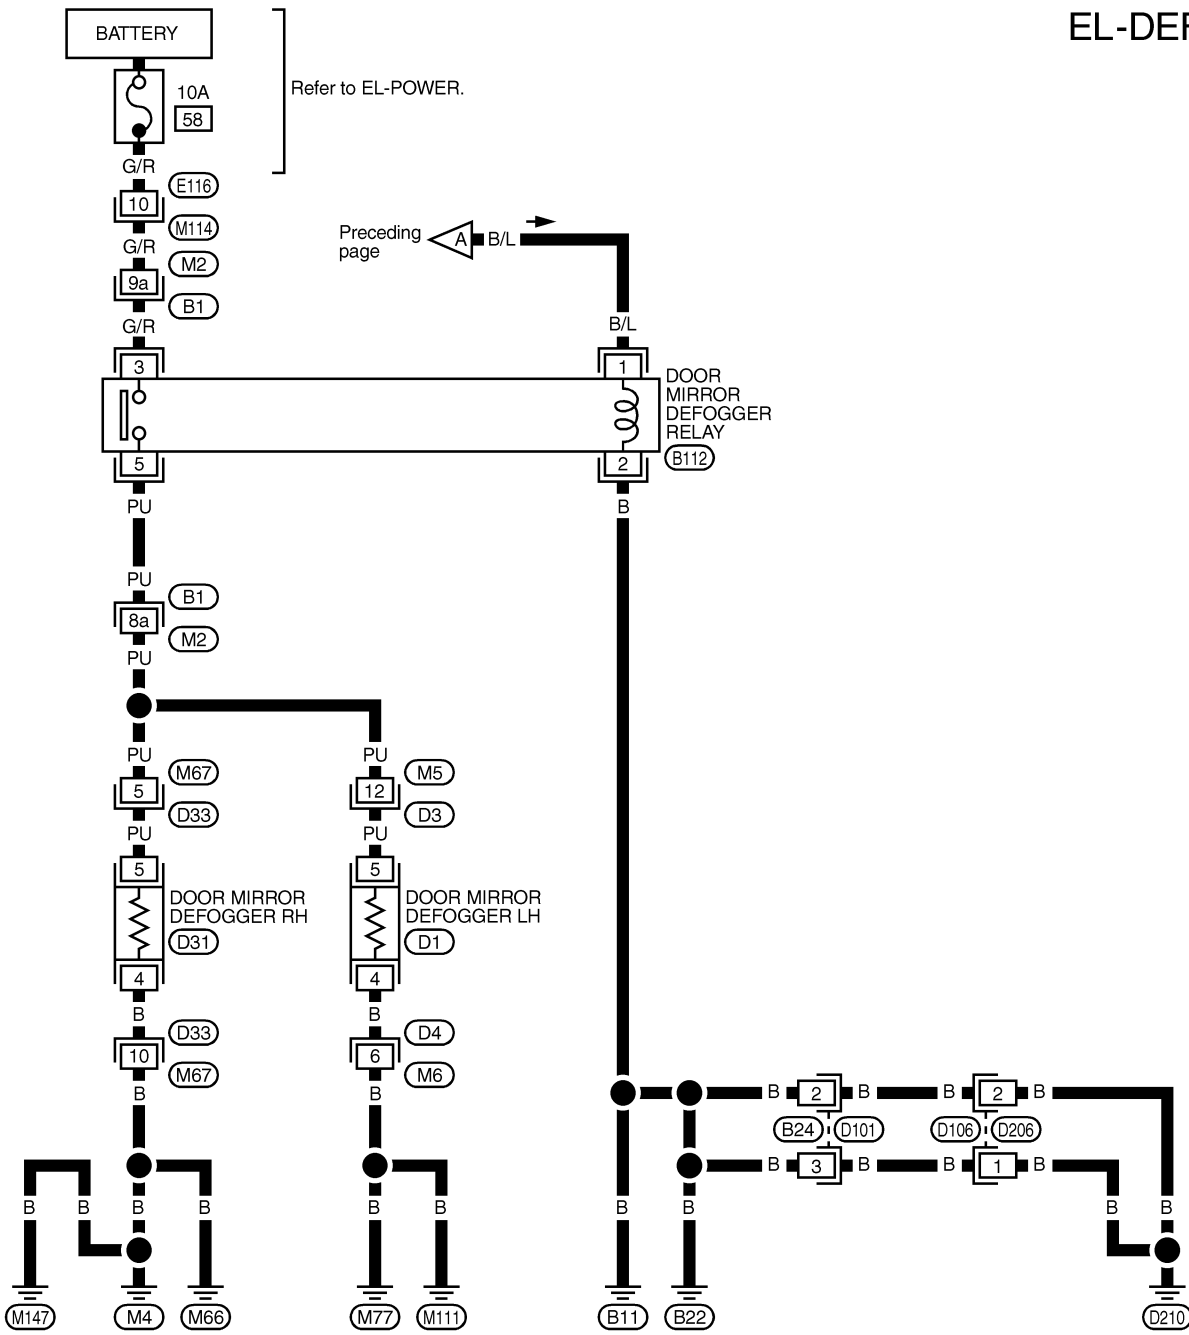 EL-DEF
BATTERY
10A
58
Refer to EL-POWER.
G/R
E116
10
M114
G/R
M2
9a
B1
G/R
Preceding
page
A
B/L
B/L
3
1
DOOR
MIRROR
DEFOGGER
RELAY
B112
5
2
PU
B
PU
B1
8a
M2
PU
PU
PU
M67
M5
5
12
D33
D3
PU
PU
5
5
DOOR MIRROR
DEFOGGER RH
D31
DOOR MIRROR
DEFOGGER LH
D1
4
4
B
B
D33
D4
10
6
M67
M6
B
B
B
2
B
B
2
B
B24
D101
D106
D206
B
3
B
B
1
B
B
B
B
B
B
B
B
B
B
B
M147
M4
M66
M77
M111
B11
B22
D210